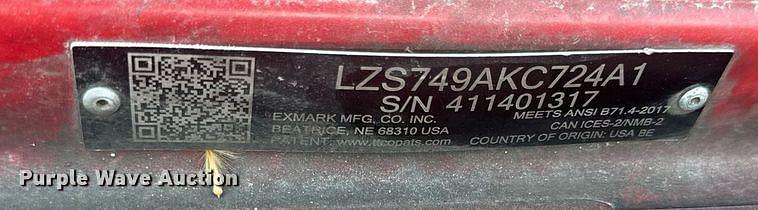 LZS749AKC724A1
S/N 411401317
EXMARK MFG. CO. INC.
BEATRICE, NE 68310 USA
PATENT: www.ttcopats.com
MEETS ANSI B71.4-2017
CAN ICES-2/NMB-2
COUNTRY OF ORIGIN: USA BE
Purple Wave Auction